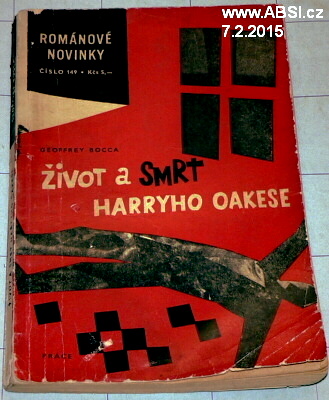 www.ABSI.cz
7.2.2015
ROMÁNOVÉ
NOVINKY
ČÍSLO 149 • Kčs 5,—
GEOFFREY BOCCA
ŽIVOT a SMRT
HARRYHO OAKESE
PRÁCE